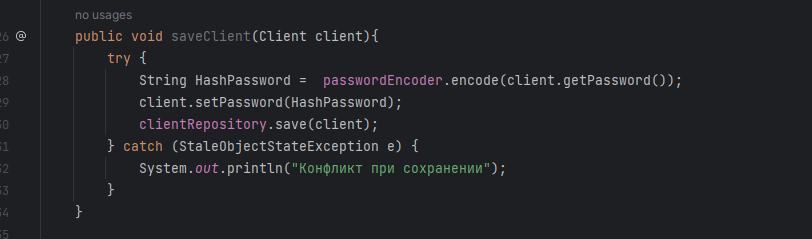 no usages
26 @ public void saveClient(Client client){
27 try {
28 String HashPassword =  passwordEncoder.encode(client.getPassword());
29 client.setPassword(HashPassword);
30 clientRepository.save(client);
31 } catch (StaleObjectStateException e) {
32 System.out.println("Конфликт при сохранении");
33 }
34 }
35